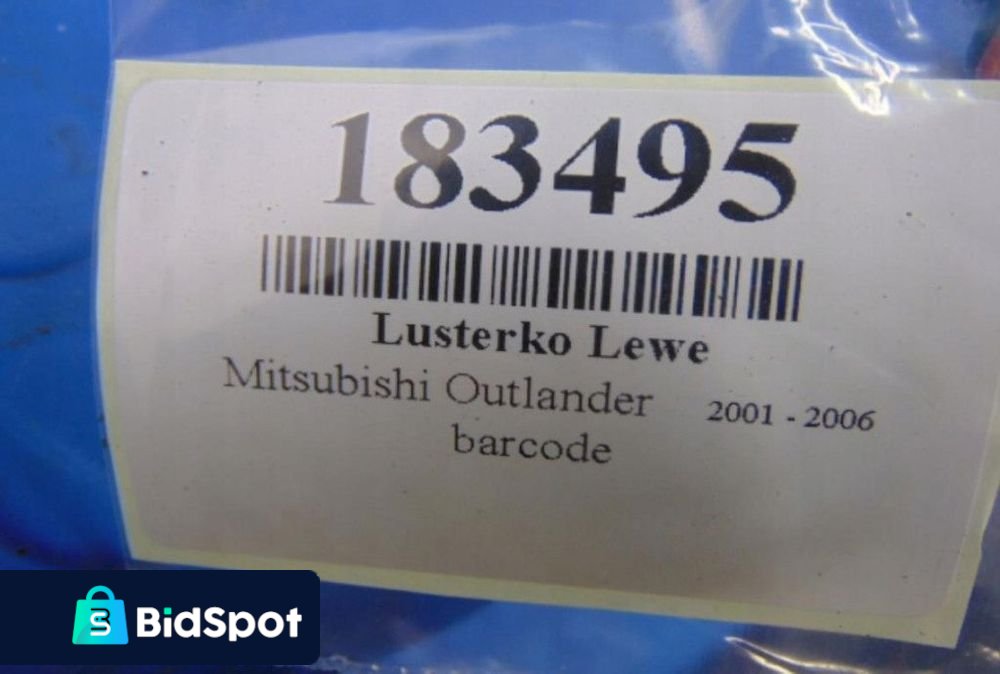 183495
Lusterko Lewe
Mitsubishi Outlander 2001 - 2006
barcode
BidSpot